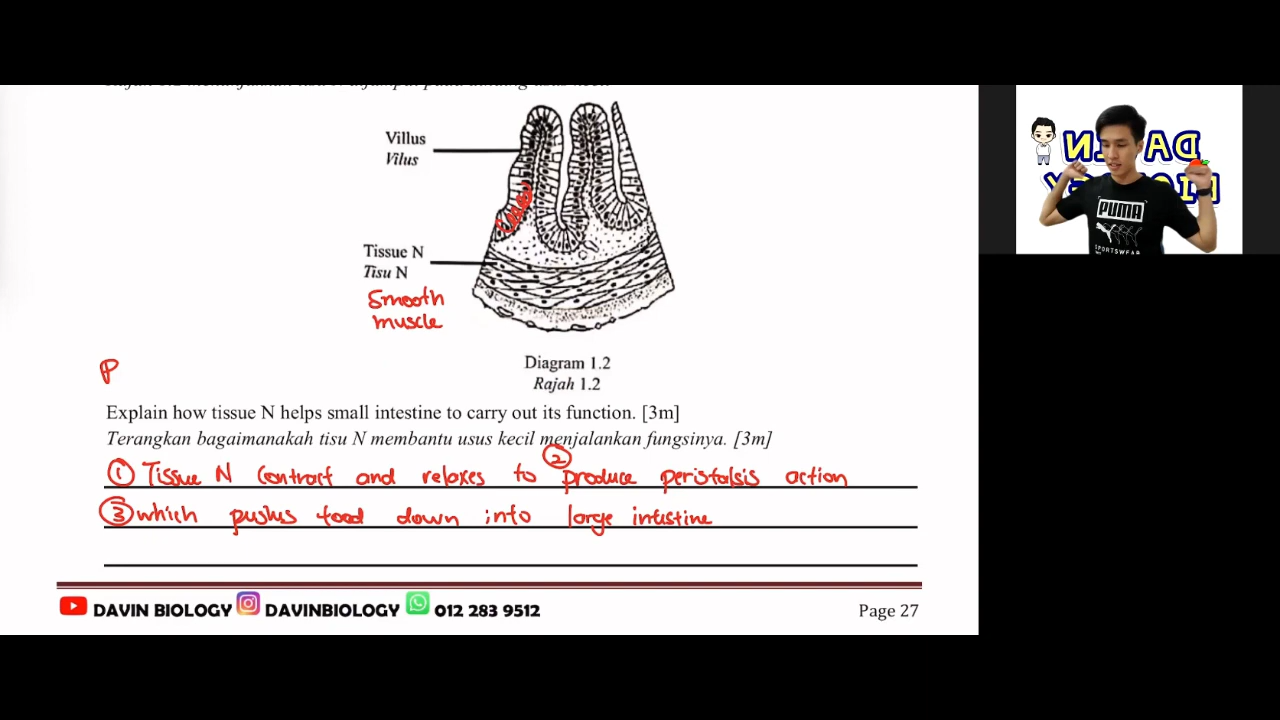 Villus
Vilus
Tissue N
Tisu N
Smooth
muscle
Diagram 1.2
Rajah 1.2
P
Explain how tissue N helps small intestine to carry out its function. [3m]
Terangkan bagaimanakah tisu N membantu usus kecil menjalankan fungsinya. [3m]
① Tissue N contract and relaxes to ② produce peristalsis action
③ which pushes food down into large intestine
DAVIN BIOLOGY DAVINBIOLOGY 012 283 9512
Page 27
DAVIN
BIOLOGY
PUMA
SPORTSWEAR